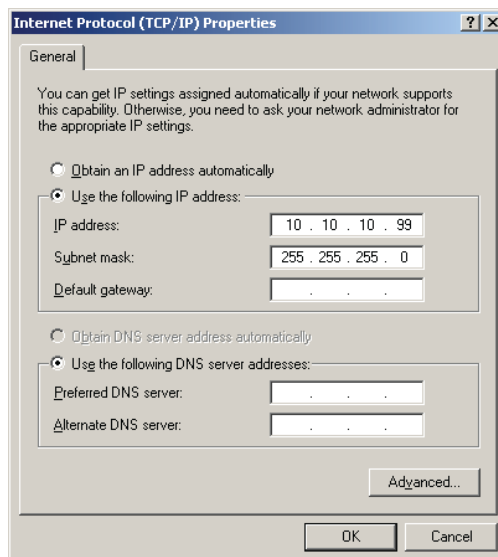 Internet Protocol (TCP/IP) Properties
General
You can get IP settings assigned automatically if your network supports
this capability. Otherwise, you need to ask your network administrator for
the appropriate IP settings.
Obtain an IP address automatically
Use the following IP address:
IP address: 10 . 10 . 10 . 99
Subnet mask: 255 . 255 . 255 . 0
Default gateway: . . .
Obtain DNS server address automatically
Use the following DNS server addresses:
Preferred DNS server: . . .
Alternate DNS server: . . .
Advanced...
OK Cancel